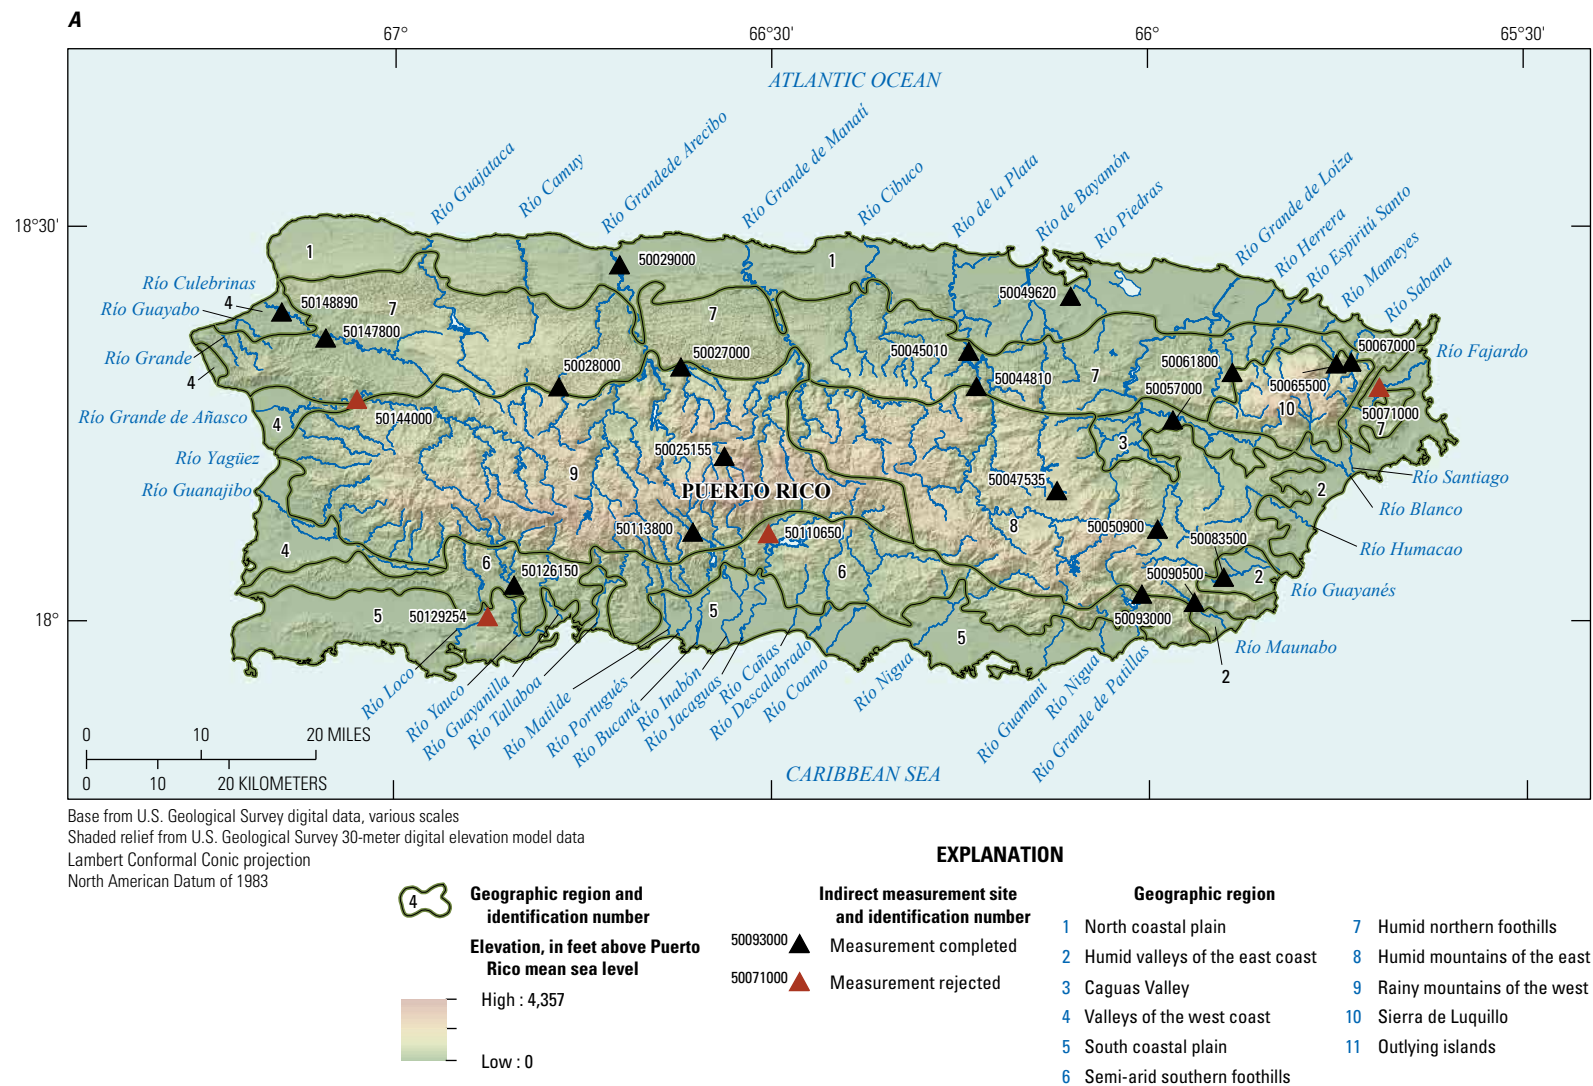 A
67°
66°30'
66°
65°30'
ATLANTIC OCEAN
18°30'
18°
Río Guajataca
Río Camuy
Río Grandede Arecibo
Río Grande de Manatí
Río Cibuco
Río de la Plata
Río de Bayamón
Río Piedras
Río Grande de Loíza
Río Herrera
Río Espiritú Santo
Río Mameyes
Río Sabana
Río Culebrinas
Río Guayabo
Río Grande
Río Grande de Añasco
Río Yagüez
Río Guanajibo
Río Fajardo
Río Santiago
Río Blanco
Río Humacao
Río Guayanés
Río Maunabo
1
1
4
4
7
7
7
7
4
4
9
3
10
2
8
2
6
6
5
5
5
2
50029000
50148890
50147800
50049620
50028000
50027000
50045010
50044810
50061800
50067000
50065500
50057000
50071000
50144000
50025155
50047535
50050900
50083500
50113800
50110650
50126150
50129254
50090500
50093000
PUERTO RICO
Río Loco
Río Yauco
Río Guayanilla
Río Tallaboa
Río Matilde
Río Portugués
Río Bucaná
Río Inabón
Río Jacaguas
Río Cañas
Río Descalabrado
Río Coamo
Río Nigua
Río Guamaní
Río Nigua
Río Grande de Patillas
CARIBBEAN SEA
0 10 20 MILES
0 10 20 KILOMETERS
Base from U.S. Geological Survey digital data, various scales
Shaded relief from U.S. Geological Survey 30-meter digital elevation model data
Lambert Conformal Conic projection
North American Datum of 1983
EXPLANATION
4
Geographic region and
identification number
Elevation, in feet above Puerto
Rico mean sea level
High : 4,357
Low : 0
Indirect measurement site
and identification number
50093000 Measurement completed
50071000 Measurement rejected
Geographic region
1 North coastal plain
2 Humid valleys of the east coast
3 Caguas Valley
4 Valleys of the west coast
5 South coastal plain
6 Semi-arid southern foothills
7 Humid northern foothills
8 Humid mountains of the east
9 Rainy mountains of the west
10 Sierra de Luquillo
11 Outlying islands